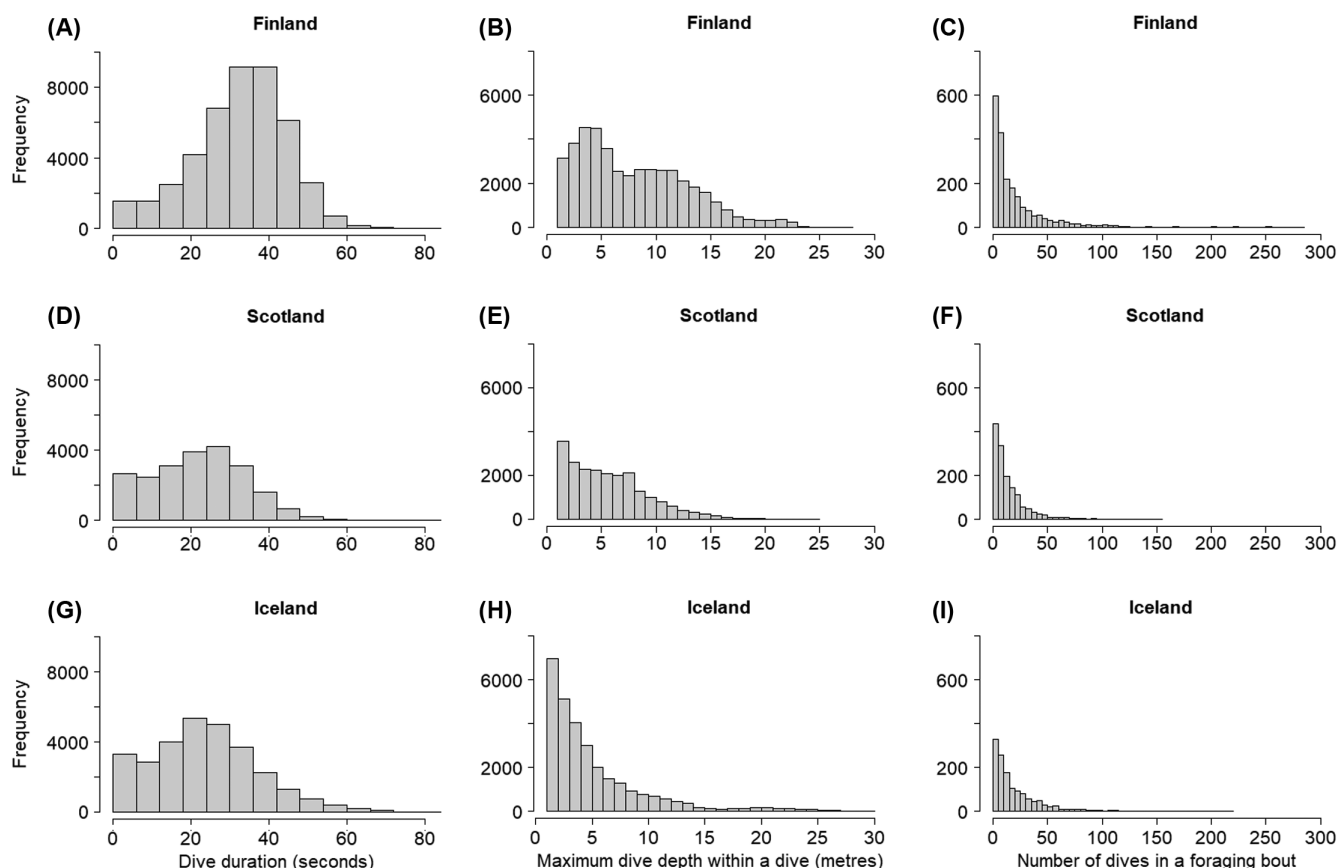 (A) Finland
Frequency
8000
4000
0
0 20 40 60 80
(B) Finland
6000
2000
0
0 5 10 15 20 25 30
(C) Finland
600
200
0
0 50 100 150 200 250 300
(D) Scotland
Frequency
8000
4000
0
0 20 40 60 80
(E) Scotland
6000
2000
0
0 5 10 15 20 25 30
(F) Scotland
600
200
0
0 50 100 150 200 250 300
(G) Iceland
Frequency
8000
4000
0
0 20 40 60 80
Dive duration (seconds)
(H) Iceland
6000
2000
0
0 5 10 15 20 25 30
Maximum dive depth within a dive (metres)
(I) Iceland
600
200
0
0 50 100 150 200 250 300
Number of dives in a foraging bout